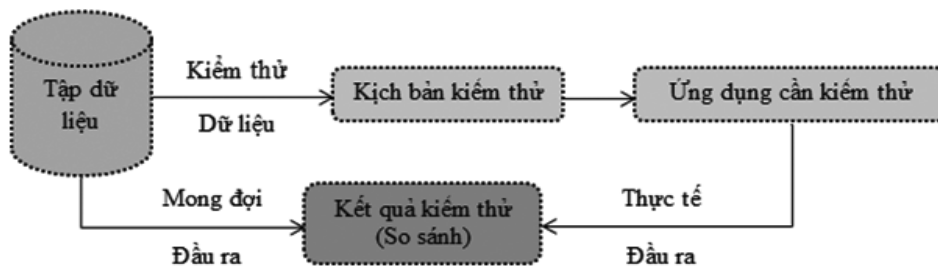 Tập dữ
liệu
Kiểm thử
Dữ liệu
Kịch bản kiểm thử
Ứng dụng cần kiểm thử
Mong đợi
Đầu ra
Kết quả kiểm thử
(So sánh)
Thực tế
Đầu ra